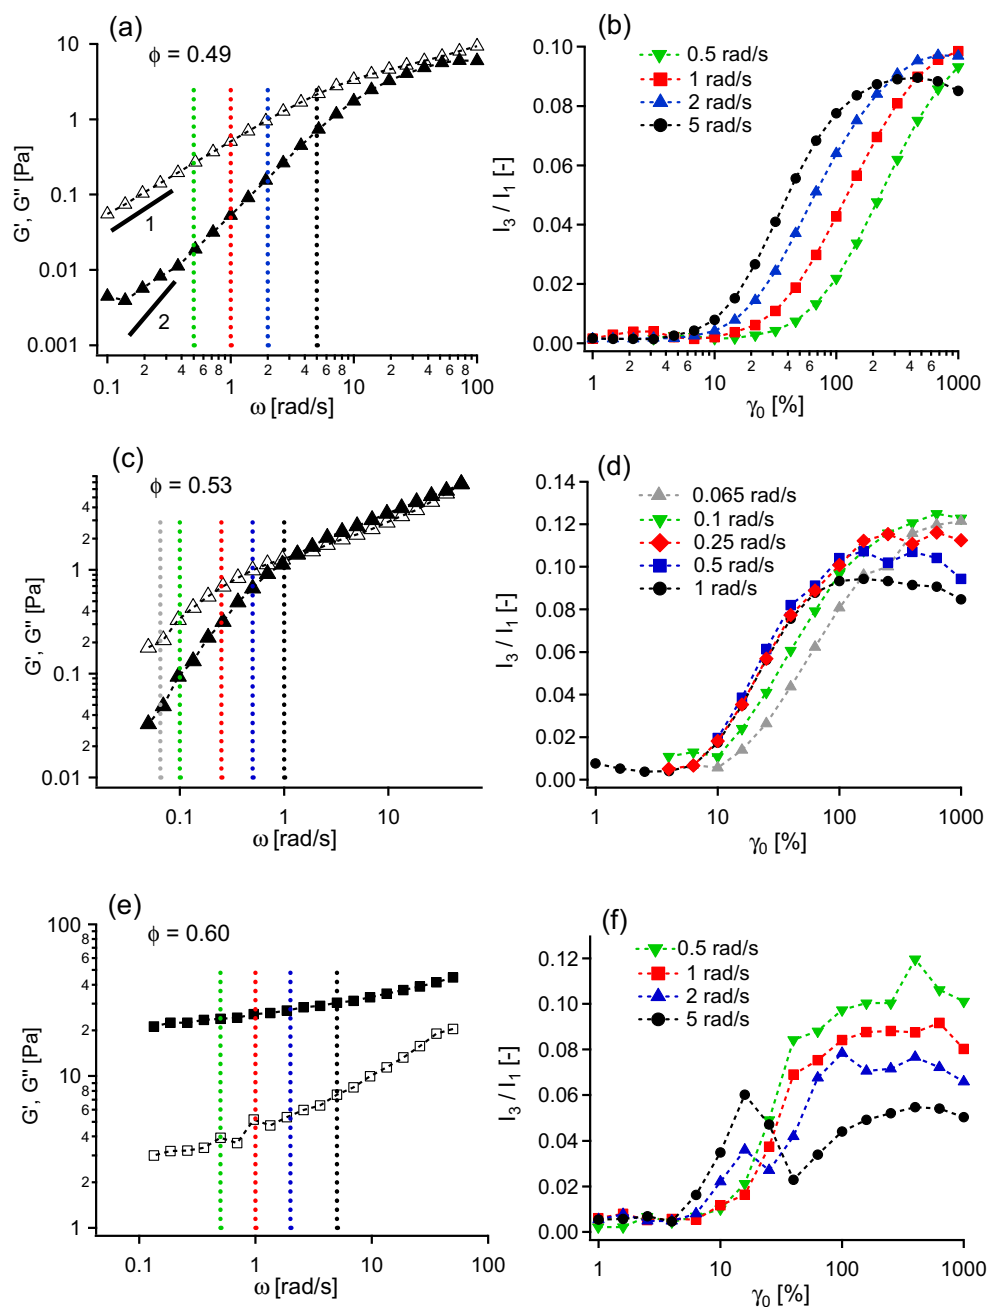 (a)
ϕ = 0.49
10
1
0.1
0.01
0.001
G', G'' [Pa]
1
2
0.1
2
4
6
8
1
2
4
6
8
10
2
4
6
8
100
ω [rad/s]
(b)
0.5 rad/s
1 rad/s
2 rad/s
5 rad/s
0.10
0.08
0.06
0.04
0.02
0.00
I3 / I1 [-]
1
2
4
6
10
2
4
6
100
2
4
6
1000
γ0 [%]
(c)
ϕ = 0.53
4
2
1
4
2
0.1
4
2
0.01
G', G'' [Pa]
0.1
1
10
ω [rad/s]
(d)
0.065 rad/s
0.1 rad/s
0.25 rad/s
0.5 rad/s
1 rad/s
0.14
0.12
0.10
0.08
0.06
0.04
0.02
0.00
I3 / I1 [-]
1
10
100
1000
γ0 [%]
(e)
ϕ = 0.60
100
8
6
4
2
10
8
6
4
2
1
G', G'' [Pa]
0.1
1
10
100
ω [rad/s]
(f)
0.5 rad/s
1 rad/s
2 rad/s
5 rad/s
0.12
0.10
0.08
0.06
0.04
0.02
0.00
I3 / I1 [-]
1
10
100
1000
γ0 [%]